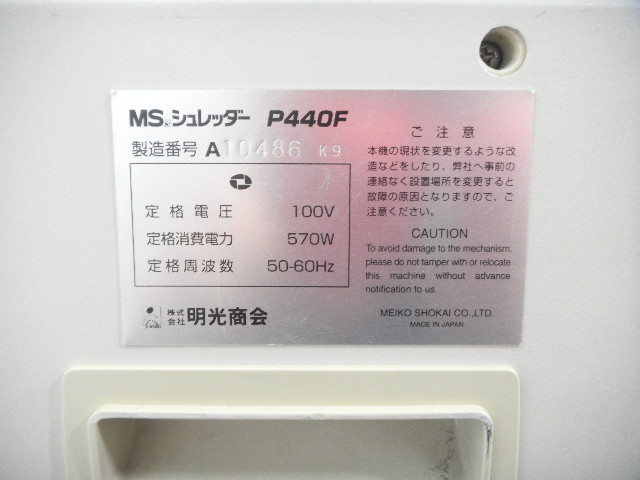 MSシュレッダー P440F
製造番号 A10486 K9
定格電圧 100V
定格消費電力 570W
定格周波数 50-60Hz
株式会社 明光商会
ご注意
本機の現状を変更するような改
造などをしたり、弊社へ事前の
連絡なく設置場所を変更すると
故障の原因となりますので、ご
注意ください。
CAUTION
To avoid damage to the mechanism,
please do not tamper with or relocate
this machine without advance
notification to us.
MEIKO SHOKAI CO.,LTD.
MADE IN JAPAN